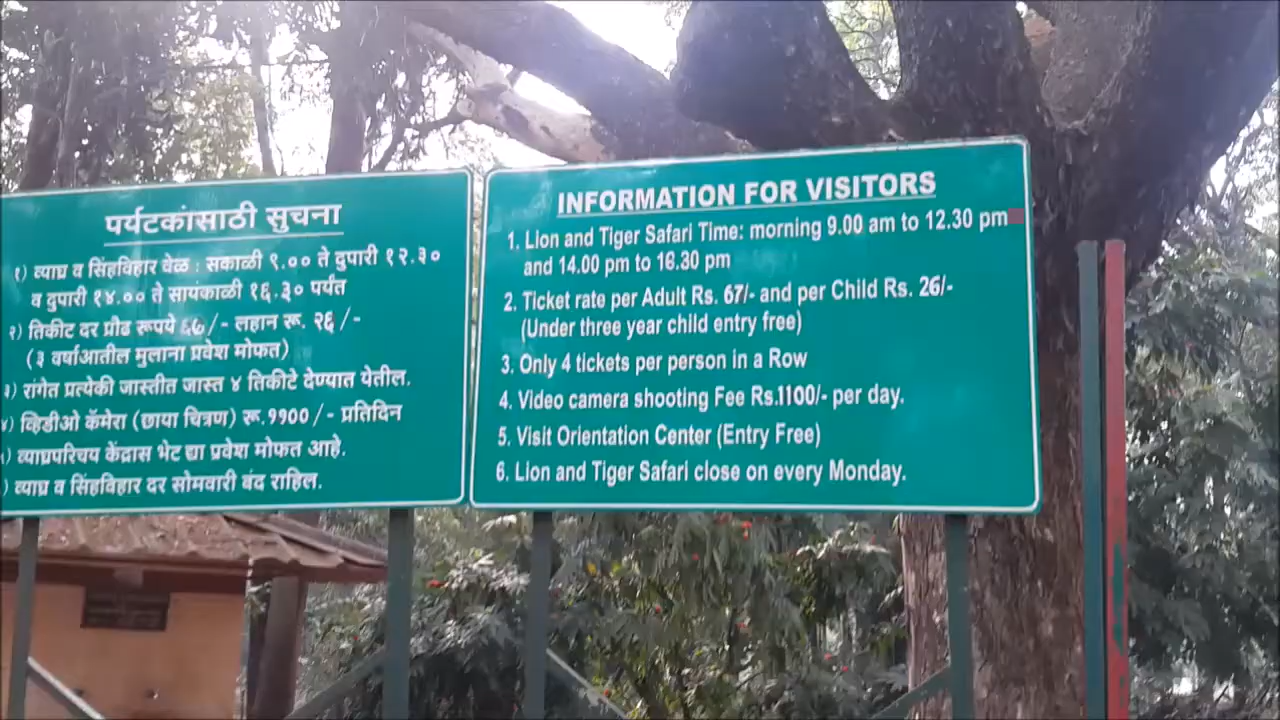 पर्यटकांसाठी सुचना
१) व्याघ्र व सिंहविहार वेळ : सकाळी ९.०० ते दुपारी १२.३०
व दुपारी १४.०० ते सायंकाळी १६.३० पर्यंत
२) तिकीट दर प्रौढ रूपये ६७/- लहान रू. २६/-
(३ वर्षाआतील मुलाना प्रवेश मोफत)
३) रांगेत प्रत्येकी जास्तीत जास्त ४ तिकीटे देण्यात येतील.
४) व्हिडीओ कॅमेरा (छाया चित्रण) रू.११००/- प्रतिदिन
) व्याघ्रपरिचय केंद्रास भेट द्या प्रवेश मोफत आहे.
) व्याघ्र व सिंहविहार दर सोमवारी बंद राहिल.
INFORMATION FOR VISITORS
1. Lion and Tiger Safari Time: morning 9.00 am to 12.30 pm
and 14.00 pm to 16.30 pm
2. Ticket rate per Adult Rs. 67/- and per Child Rs. 26/-
(Under three year child entry free)
3. Only 4 tickets per person in a Row
4. Video camera shooting Fee Rs.1100/- per day.
5. Visit Orientation Center (Entry Free)
6. Lion and Tiger Safari close on every Monday.